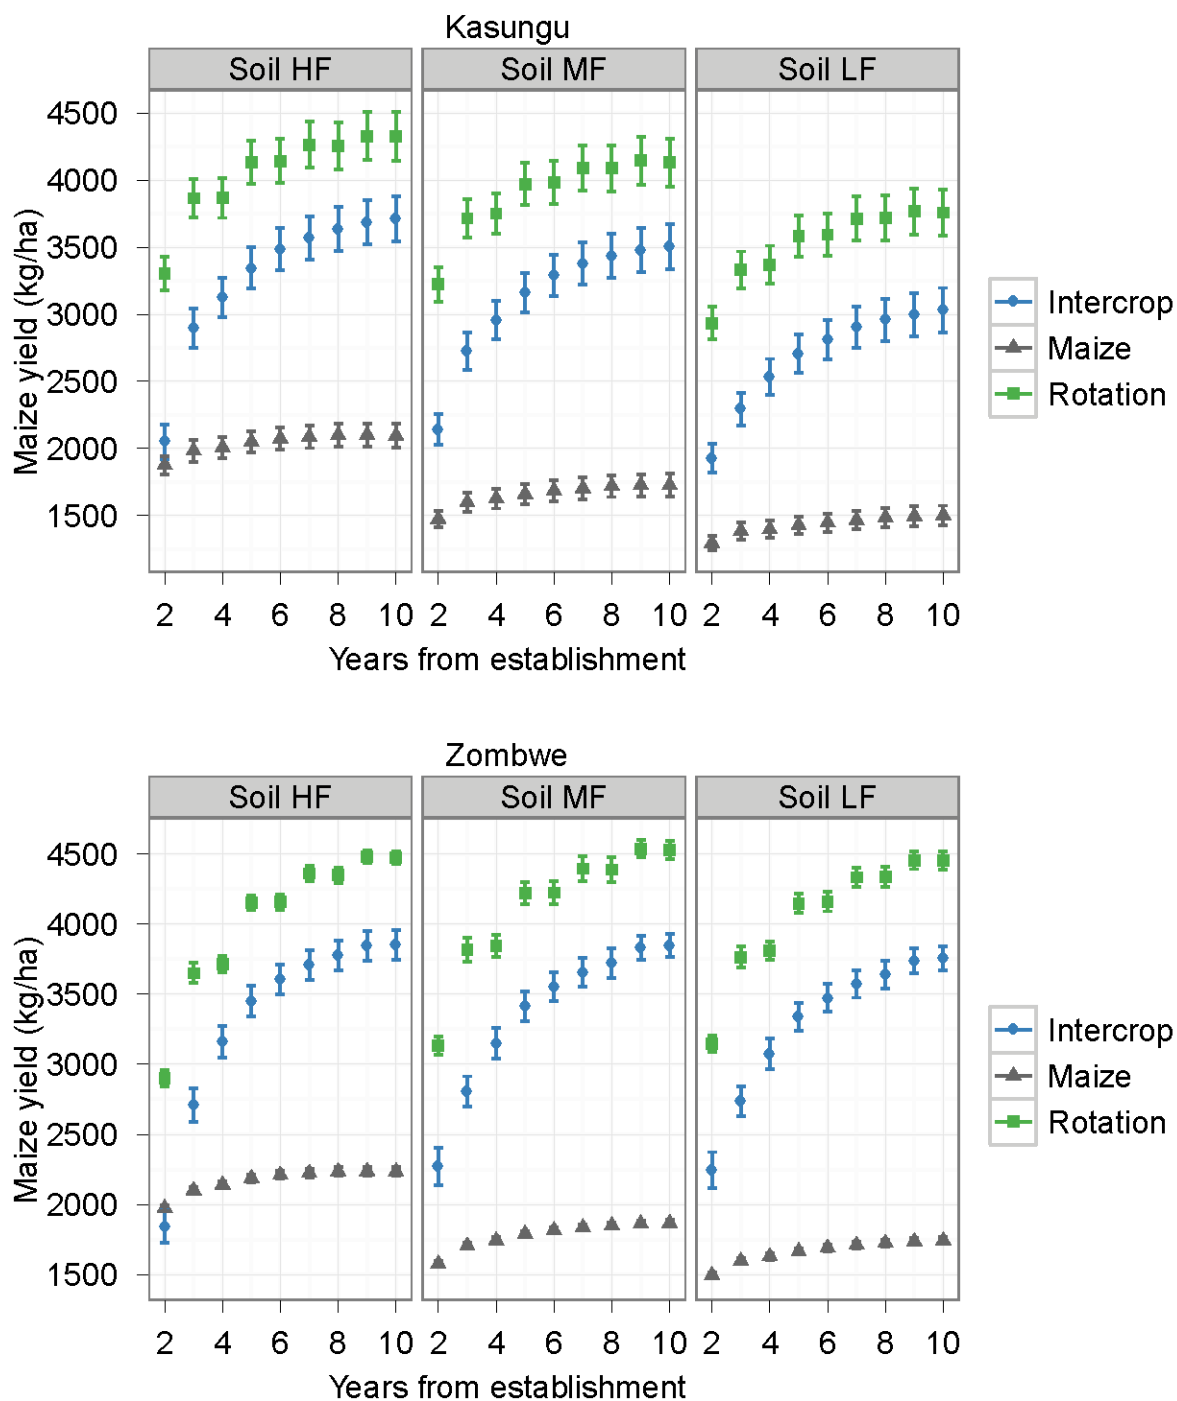 Kasungu
Soil HF Soil MF Soil LF
4500
4000
3500
3000
2500
2000
1500
Maize yield (kg/ha)
2 4 6 8 10 2 4 6 8 10 2 4 6 8 10
Years from establishment
Intercrop
Maize
Rotation
Zombwe
Soil HF Soil MF Soil LF
4500
4000
3500
3000
2500
2000
1500
Maize yield (kg/ha)
2 4 6 8 10 2 4 6 8 10 2 4 6 8 10
Years from establishment
Intercrop
Maize
Rotation